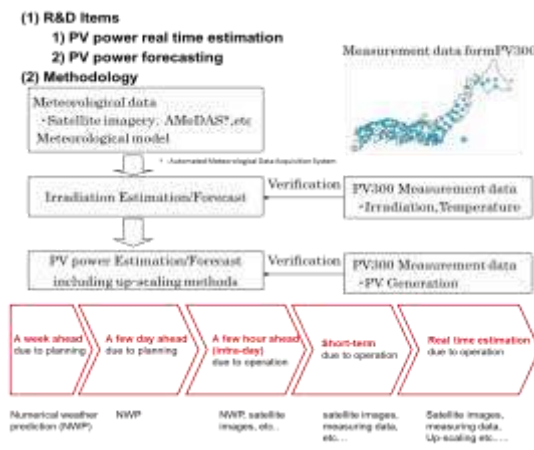 (1) R&D Items
1) PV power real time estimation
2) PV power forecasting
(2) Methodology
Measurement data formPV300
Meteorological data
・Satellite imagery, AMeDAS*,etc
Meteorological model
* :Automated Meteorological Data Acquisition System
Irradiation Estimation/Forecast
Verification
PV300 Measurement data
・Irradiation,Temperature
PV power Estimation/Forecast
including up-scaling methods
Verification
PV300 Measurement data
・PV Generation
A week ahead
due to planning
A few day ahead
due to planning
A few hour ahead
(intra-day)
due to operation
Short-term
due to operation
Real time estimation
due to operation
Numerical weather
prediction (NWP)
NWP
NWP, satellite
images, etc..
satellite images,
measuring data,
etc...
Satellite images,
measuring data,
Up-scaling etc.....